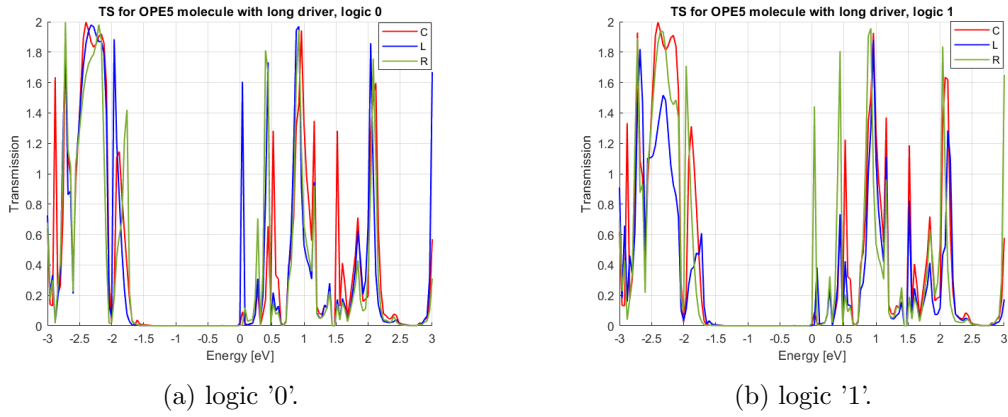 TS for OPE5 molecule with long driver, logic 0
C
L
R
Transmission
2
1.8
1.6
1.4
1.2
1
0.8
0.6
0.4
0.2
0
-3 -2.5 -2 -1.5 -1 -0.5 0 0.5 1 1.5 2 2.5 3
Energy [eV]
(a) logic ’0’.
TS for OPE5 molecule with long driver, logic 1
C
L
R
Transmission
2
1.8
1.6
1.4
1.2
1
0.8
0.6
0.4
0.2
0
-3 -2.5 -2 -1.5 -1 -0.5 0 0.5 1 1.5 2 2.5 3
Energy [eV]
(b) logic ’1’.